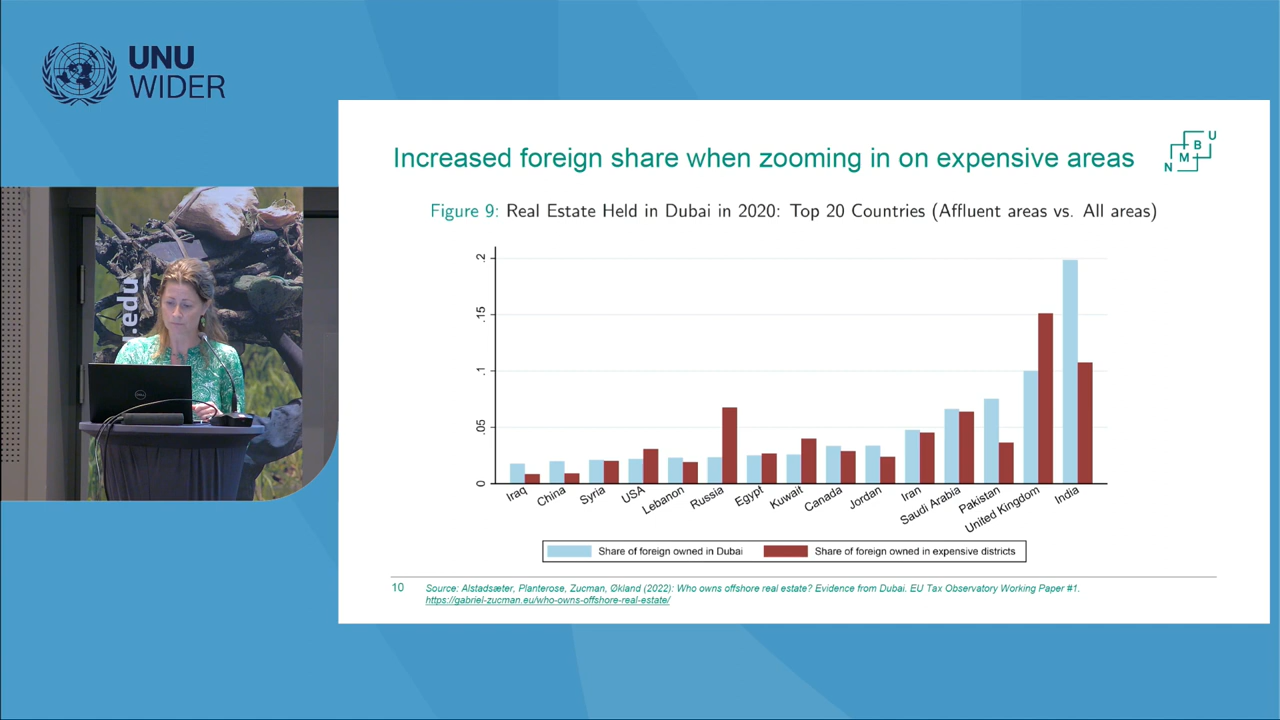 UNU
WIDER
.edu
Increased foreign share when zooming in on expensive areas
N M B U
Figure 9: Real Estate Held in Dubai in 2020: Top 20 Countries (Affluent areas vs. All areas)
.2
.15
.1
.05
0
Iraq
China
Syria
USA
Lebanon
Russia
Egypt
Kuwait
Canada
Jordan
Iran
Saudi Arabia
Pakistan
United Kingdom
India
Share of foreign owned in Dubai
Share of foreign owned in expensive districts
10
Source: Alstadsæter, Planterose, Zucman, Økland (2022): Who owns offshore real estate? Evidence from Dubai. EU Tax Observatory Working Paper #1.
https://gabriel-zucman.eu/who-owns-offshore-real-estate/